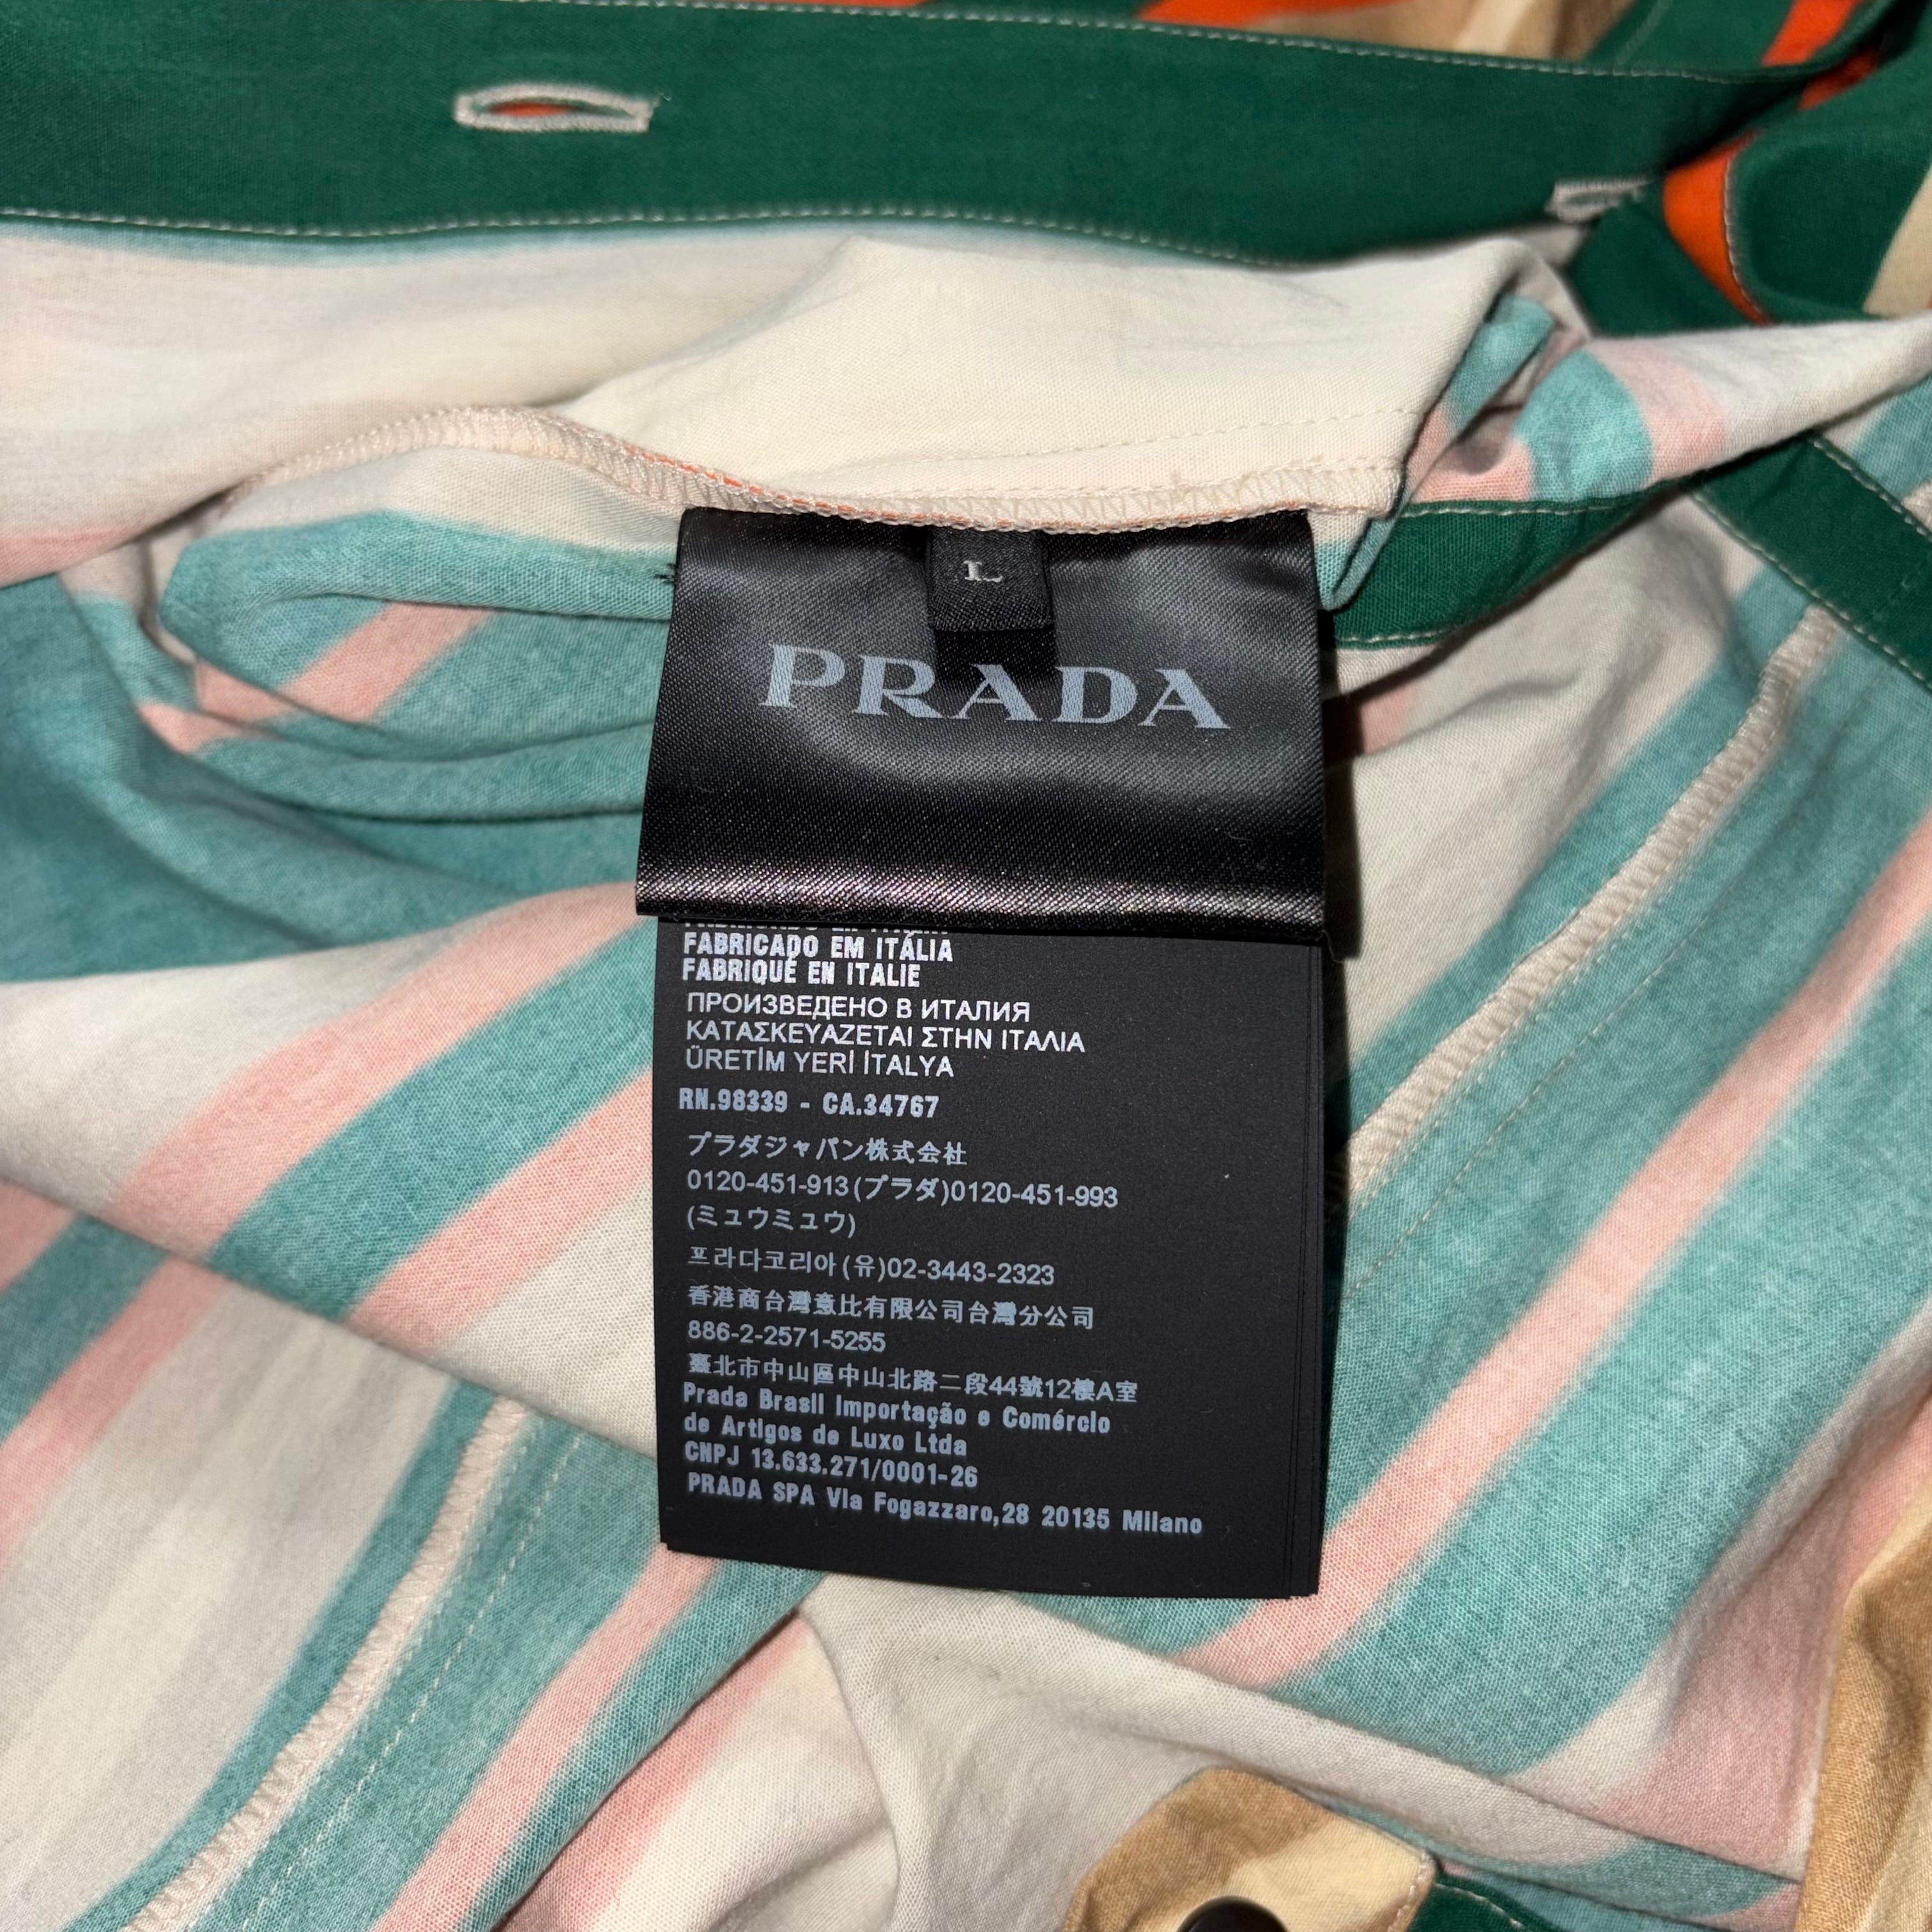 L
PRADA
FABRICADO EM ITÁLIA
FABRIQUÉ EN ITALIE
ПРОИЗВЕДЕНО В ИТАЛИЯ
ΚΑΤΑΣΚΕΥΑΖΕΤΑΙ ΣΤΗΝ ΙΤΑΛΙΑ
ÜRETİM YERİ İTALYA
RN.98339 - CA.34767
プラダジャパン株式会社
0120-451-913(プラダ)0120-451-993
(ミュウミュウ)
프라다코리아(유)02-3443-2323
香港商台灣意比有限公司台灣分公司
886-2-2571-5255
臺北市中山區中山北路二段44號12樓A室
Prada Brasil Importação e Comércio
de Artigos de Luxo Ltda
CNPJ 13.633.271/0001-26
PRADA SPA Via Fogazzaro,28 20135 Milano